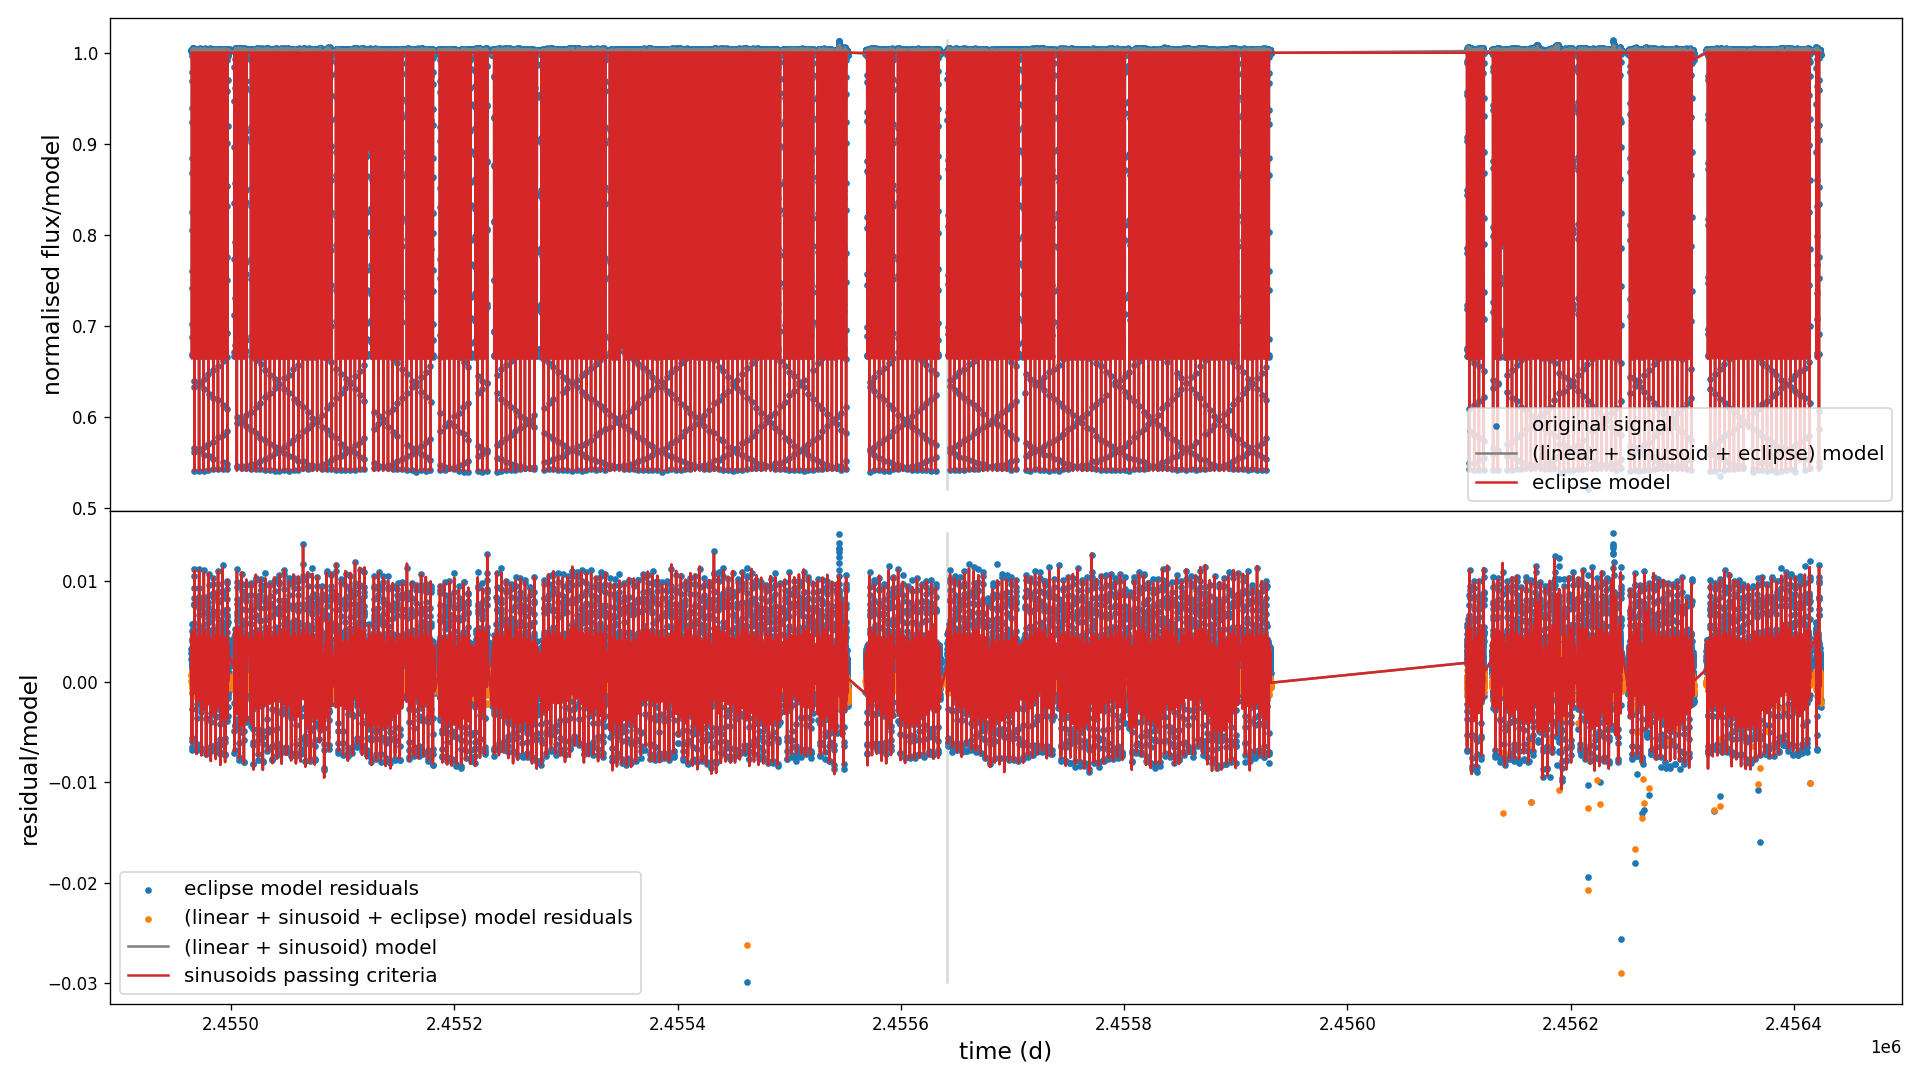 1.0
0.9
0.8
0.7
0.6
0.5
normalised flux/model
original signal
(linear + sinusoid + eclipse) model
eclipse model
0.01
0.00
−0.01
−0.02
−0.03
residual/model
eclipse model residuals
(linear + sinusoid + eclipse) model residuals
(linear + sinusoid) model
sinusoids passing criteria
2.4550 2.4552 2.4554 2.4556 2.4558 2.4560 2.4562 2.4564
1e6
time (d)